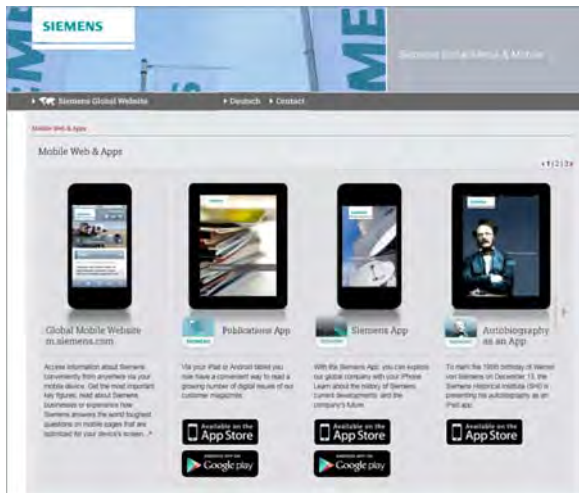 SIEMENS
Siemens Global Website
Deutsch
Contact
Mobile Web & Apps
Mobile Web & Apps
1|2|3
Global Mobile Website
m.siemens.com
Access information about Siemens
conveniently from anywhere via your
mobile device. Get the most important
key figures, read about Siemens
businesses or experience how
Siemens answers the world toughest
questions on mobile pages that are
optimized for your device's screen.
Publications App
Via your iPad or Android tablet you
now have a convenient way to read a
growing number of digital issues of our
customer magazines.
Available on the
App Store
Google play
Siemens App
With the Siemens App, you can explore
our global company with your iPhone.
Learn about the history of Siemens,
current developments, and the
company's future.
Available on the
App Store
Google play
Autobiography
as an App
To mark the 195th birthday of Werner
von Siemens on December 13, the
Siemens Historical Institute (SHI) is
presenting his autobiography as an
iPad app.
Available on the
App Store